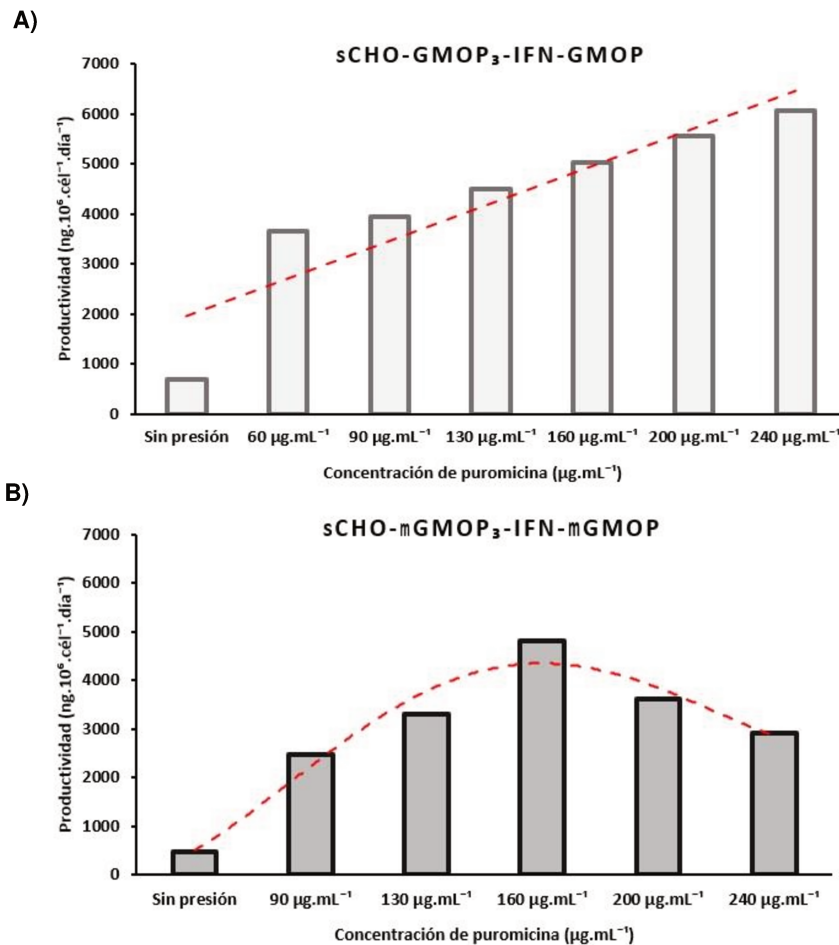 A)
sCHO-GMOP₃-IFN-GMOP
Productividad (ng.10⁶.cél⁻¹.día⁻¹)
7000
6000
5000
4000
3000
2000
1000
0
Sin presión 60 µg.mL⁻¹ 90 µg.mL⁻¹ 130 µg.mL⁻¹ 160 µg.mL⁻¹ 200 µg.mL⁻¹ 240 µg.mL⁻¹
Concentración de puromicina (µg.mL⁻¹)
B)
sCHO-mGMOP₃-IFN-mGMOP
Productividad (ng.10⁶.cél⁻¹.día⁻¹)
7000
6000
5000
4000
3000
2000
1000
0
Sin presión 90 µg.mL⁻¹ 130 µg.mL⁻¹ 160 µg.mL⁻¹ 200 µg.mL⁻¹ 240 µg.mL⁻¹
Concentración de puromicina (µg.mL⁻¹)